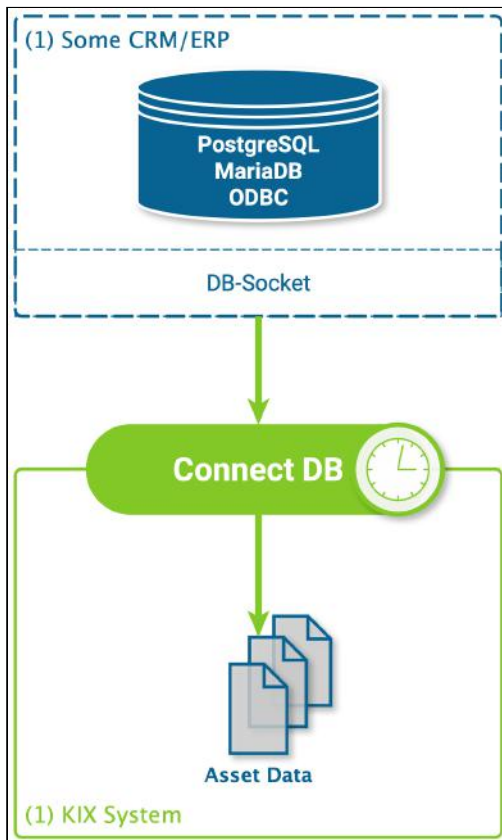 (1) Some CRM/ERP
PostgreSQL
MariaDB
ODBC
DB-Socket
Connect DB
Asset Data
(1) KIX System